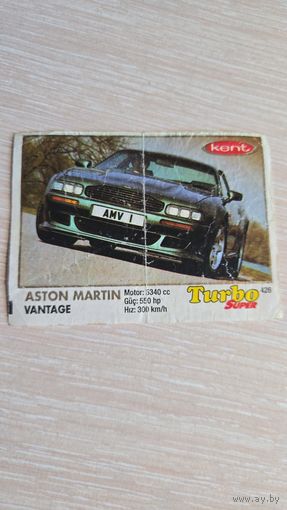 kent
AMV 1
ASTON MARTIN
VANTAGE
Motor: 5340 cc
Güç: 550 hp
Hız: 300 km/h
Turbo
SUPER
426
www.ay.by